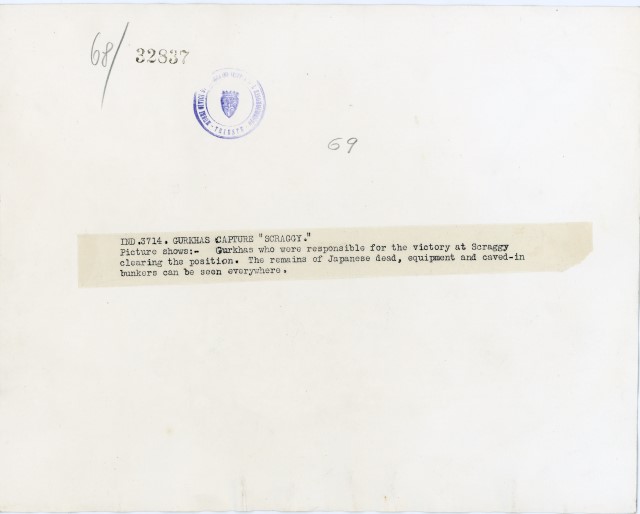 68/ 32837
69
IND.3714. GURKHAS CAPTURE "SCRAGGY."
Picture shows:- Gurkhas who were responsible for the victory at Scraggy
clearing the position. The remains of Japanese dead, equipment and caved-in
bunkers can be seen everywhere.